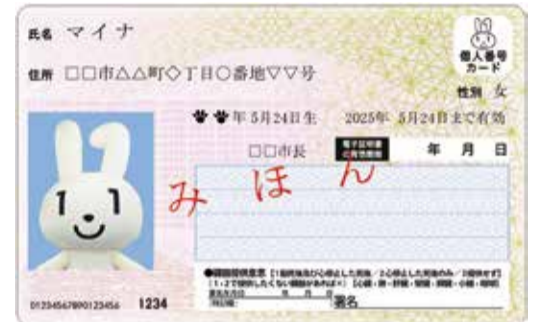 氏名 マイナ
個人番号
カード
住所 □□市△△町◇丁目○番地▽▽号
性別 女
年 5月24日生 2025年 5月24日まで有効
□□市長
電子証明書
の有効期限
年 月 日
みほん
1 1
署名
01234567890123456 1234